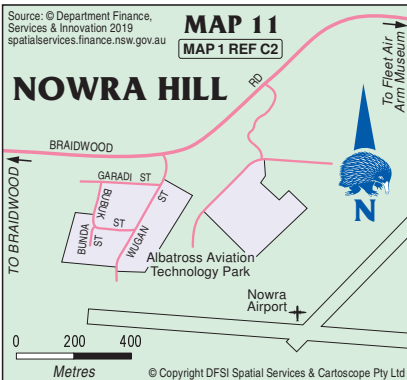 Source: © Department Finance,
Services & Innovation 2019
spatialservices.finance.nsw.gov.au
MAP 11
MAP 1 REF C2
NOWRA HILL
To Fleet Air
Arm Museum
RD
BRAIDWOOD
TO BRAIDWOOD
GARADI ST
BUBUK
ST
BUNDA
ST
WUGAN
ST
N
Albatross Aviation
Technology Park
Nowra
Airport
0 200 400
Metres
© Copyright DFSI Spatial Services & Cartoscope Pty Ltd